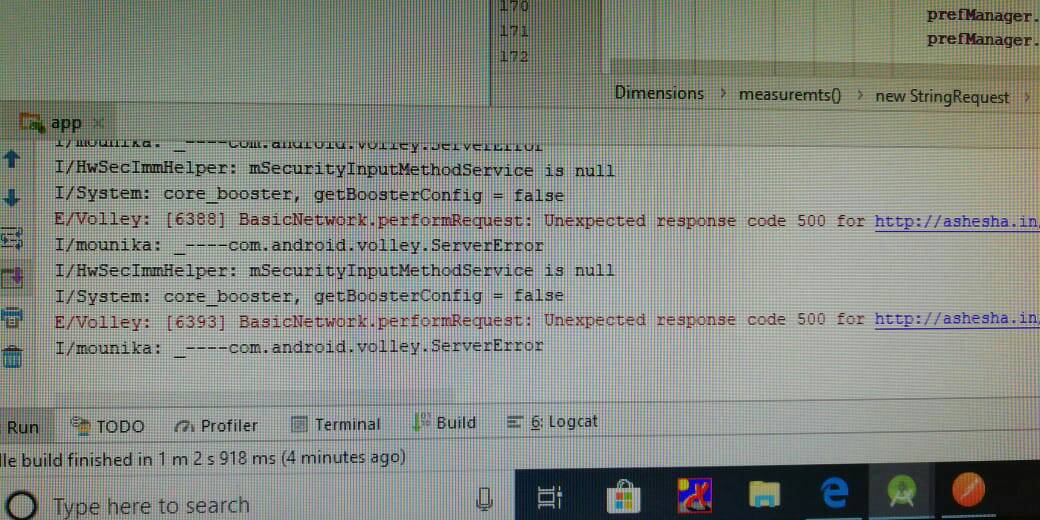 170
171
172
prefManager.
prefManager.
Dimensions > measuremts() > new StringRequest >
app
I/mounika: _----com.android.volley.ServerError
I/HwSecImmHelper: mSecurityInputMethodService is null
I/System: core_booster, getBoosterConfig = false
E/Volley: [6388] BasicNetwork.performRequest: Unexpected response code 500 for http://ashesha.in
I/mounika: _----com.android.volley.ServerError
I/HwSecImmHelper: mSecurityInputMethodService is null
I/System: core_booster, getBoosterConfig = false
E/Volley: [6393] BasicNetwork.performRequest: Unexpected response code 500 for http://ashesha.in
I/mounika: _----com.android.volley.ServerError
Run TODO Profiler Terminal Build 6: Logcat
le build finished in 1 m 2 s 918 ms (4 minutes ago)
Type here to search